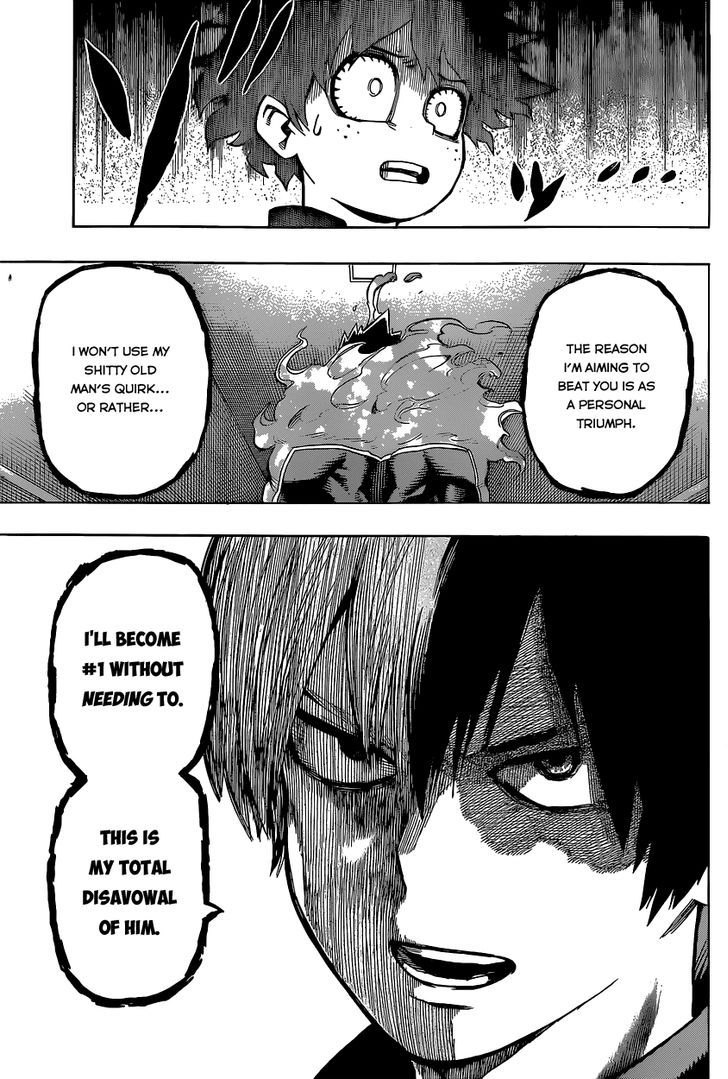 THE REASON
I'M AIMING TO
BEAT YOU IS AS
A PERSONAL
TRIUMPH.
I WON'T USE MY
SHITTY OLD
MAN'S QUIRK...
OR RATHER...
I'LL BECOME
#1 WITHOUT
NEEDING TO.
THIS IS
MY TOTAL
DISAVOWAL
OF HIM.